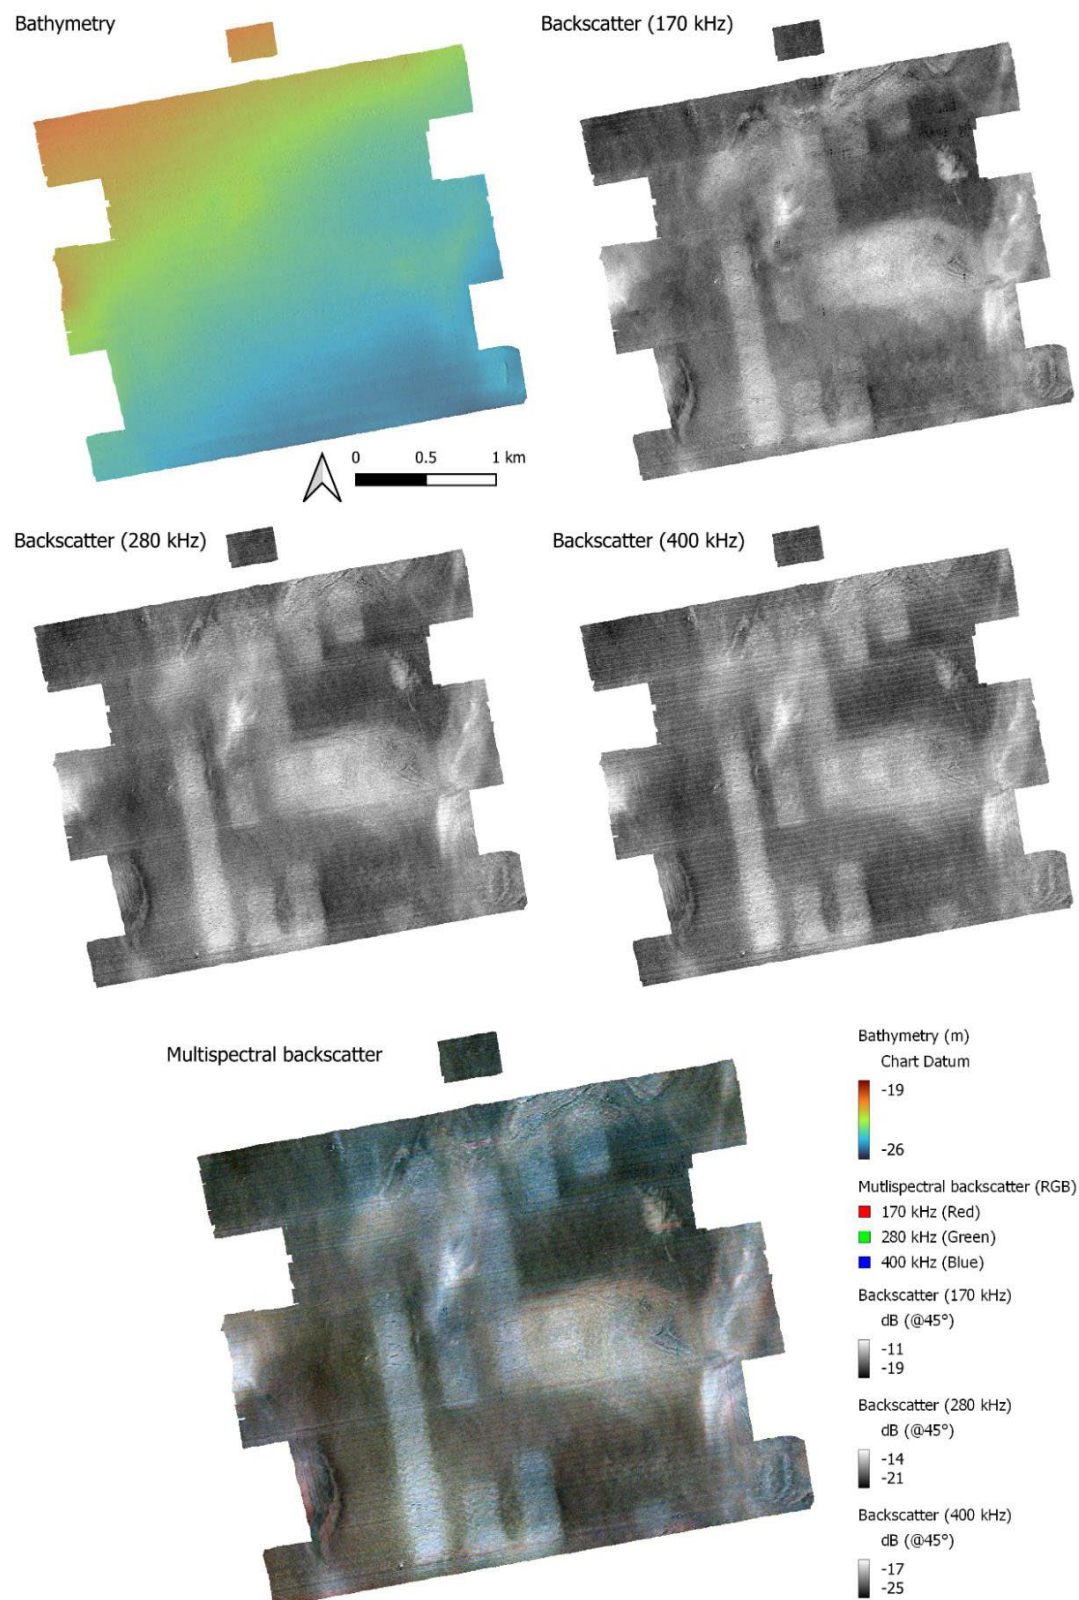 Bathymetry
Backscatter (170 kHz)
0 0.5 1 km
Backscatter (280 kHz)
Backscatter (400 kHz)
Multispectral backscatter
Bathymetry (m)
Chart Datum
-19
-26
Mutlispectral backscatter (RGB)
170 kHz (Red)
280 kHz (Green)
400 kHz (Blue)
Backscatter (170 kHz)
dB (@45°)
-11
-19
Backscatter (280 kHz)
dB (@45°)
-14
-21
Backscatter (400 kHz)
dB (@45°)
-17
-25